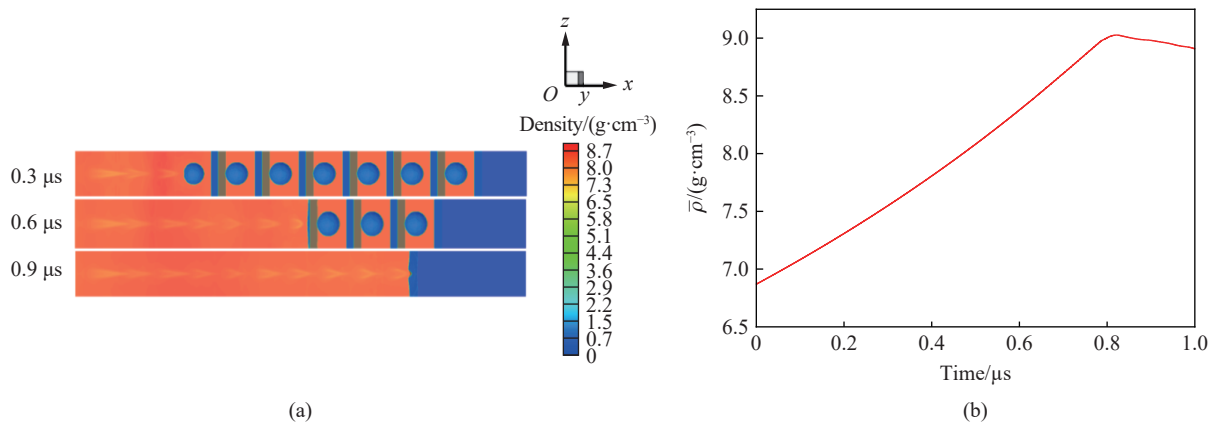 z
O
y
x
Density/(g·cm⁻³)
8.7
8.0
7.3
6.5
5.8
5.1
4.4
3.6
2.9
2.2
1.5
0.7
0
0.3 μs
0.6 μs
0.9 μs
(a)
9.0
8.5
8.0
7.5
7.0
6.5
ρ̅/(g·cm⁻³)
0 0.2 0.4 0.6 0.8 1.0
Time/μs
(b)